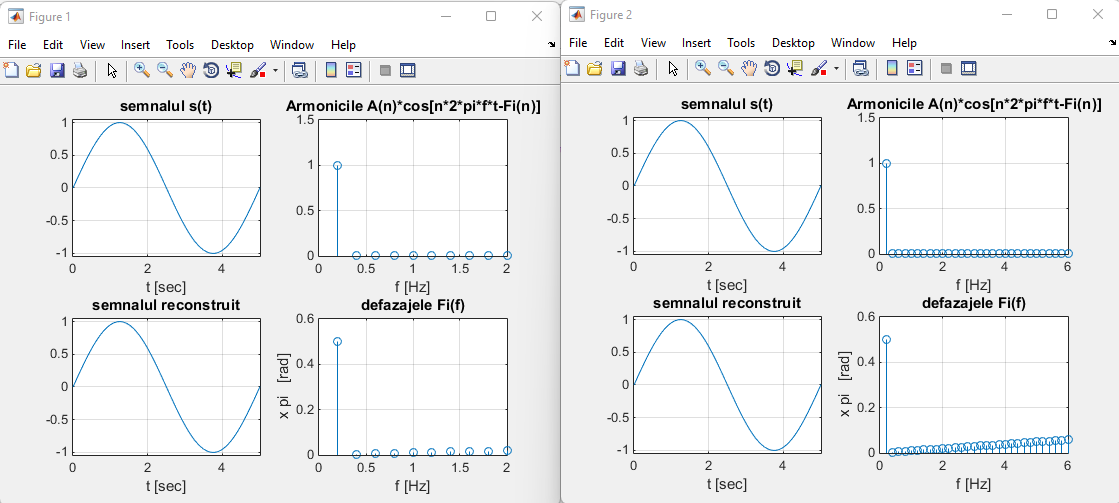 Figure 1
File Edit View Insert Tools Desktop Window Help
semnalul s(t)
1
0.5
0
-0.5
-1
0 2 4
t [sec]
Armonicile A(n)*cos[n*2*pi*f*t-Fi(n)]
1.5
1
0.5
0
0 0.5 1 1.5 2
f [Hz]
semnalul reconstruit
1
0.5
0
-0.5
-1
0 2 4
t [sec]
defazajele Fi(f)
x pi [rad]
0.6
0.4
0.2
0
0 0.5 1 1.5 2
f [Hz]
Figure 2
File Edit View Insert Tools Desktop Window Help
semnalul s(t)
1
0.5
0
-0.5
-1
0 2 4
t [sec]
Armonicile A(n)*cos[n*2*pi*f*t-Fi(n)]
1.5
1
0.5
0
0 2 4 6
f [Hz]
semnalul reconstruit
1
0.5
0
-0.5
-1
0 2 4
t [sec]
defazajele Fi(f)
x pi [rad]
0.6
0.4
0.2
0
0 2 4 6
f [Hz]